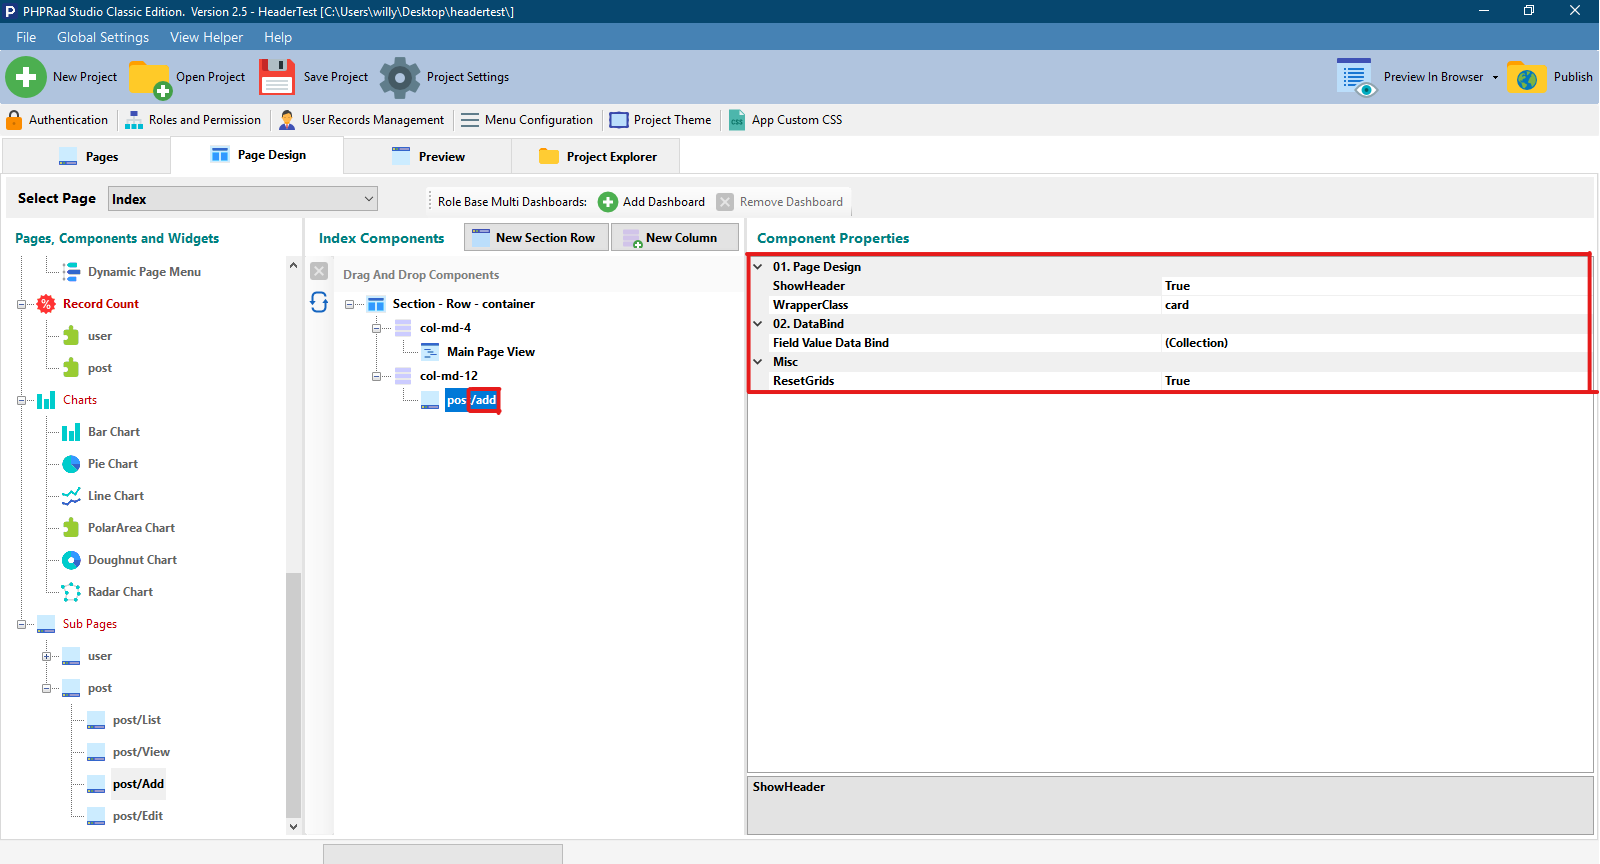 PHPRad Studio Classic Edition. Version 2.5 - HeaderTest [C:\Users\willy\Desktop\headertest\]
File Global Settings View Helper Help
New Project Open Project Save Project Project Settings Preview In Browser Publish
Authentication Roles and Permission User Records Management Menu Configuration Project Theme CSS App Custom CSS
Pages Page Design Preview Project Explorer
Select Page Index Role Base Multi Dashboards: Add Dashboard Remove Dashboard
Pages, Components and Widgets
Dynamic Page Menu
Record Count
user
post
Charts
Bar Chart
Pie Chart
Line Chart
PolarArea Chart
Doughnut Chart
Radar Chart
Sub Pages
user
post
post/List
post/View
post/Add
post/Edit
Index Components New Section Row New Column
Drag And Drop Components
Section - Row - container
col-md-4
Main Page View
col-md-12
post/add
Component Properties
01. Page Design
ShowHeader True
WrapperClass card
02. DataBind
Field Value Data Bind (Collection)
Misc
ResetGrids True
ShowHeader